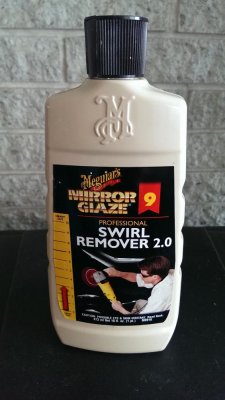 M
Meguiar's
MIRROR
GLAZE
9
PROFESSIONAL
SWIRL
REMOVER 2.0